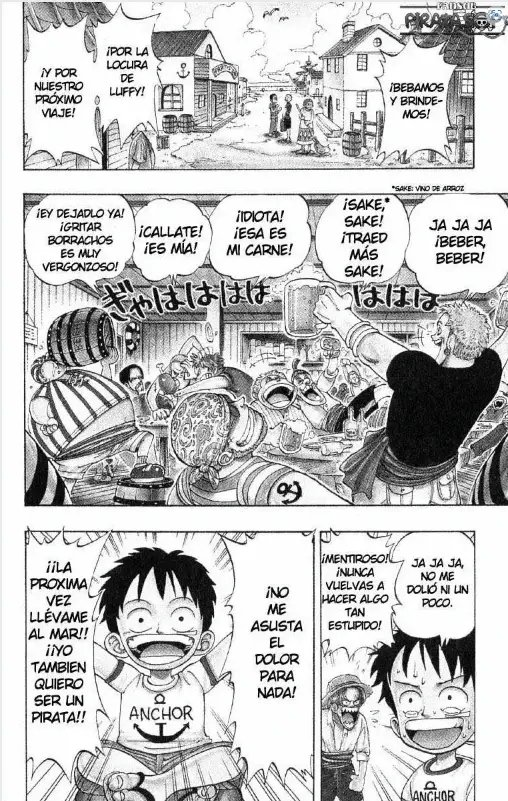 FANSUB
PIRATA
¡BEBAMOS
Y BRINDE-
MOS!
¡POR LA
LOCURA
DE
LUFFY!
¡Y POR
NUESTRO
PRÓXIMO
VIAJE!
*SAKE: VINO DE ARROZ
JA JA JA
¡BEBER,
BEBER!
¡SAKE,*
SAKE!
¡TRAED
MÁS
SAKE!
¡IDIOTA!
¡ESA ES
MI CARNE!
¡CALLATE!
¡ES MÍA!
¡EY DEJADLO YA!
¡GRITAR
BORRACHOS
ES MUY
VERGONZOSO!
ぎゃはははは
ははは
JA JA JA,
NO ME
DOLIÓ NI UN
POCO.
¡MENTIROSO!
¡NUNCA
VUELVAS A
HACER ALGO
TAN
ESTUPIDO!
ANCHOR
¡NO
ME
ASUSTA
EL
DOLOR
PARA
NADA!
¡¡LA
PROXIMA
VEZ
LLÉVAME
AL MAR!!
¡¡YO
TAMBIEN
QUIERO
SER UN
PIRATA!!
ANCHOR